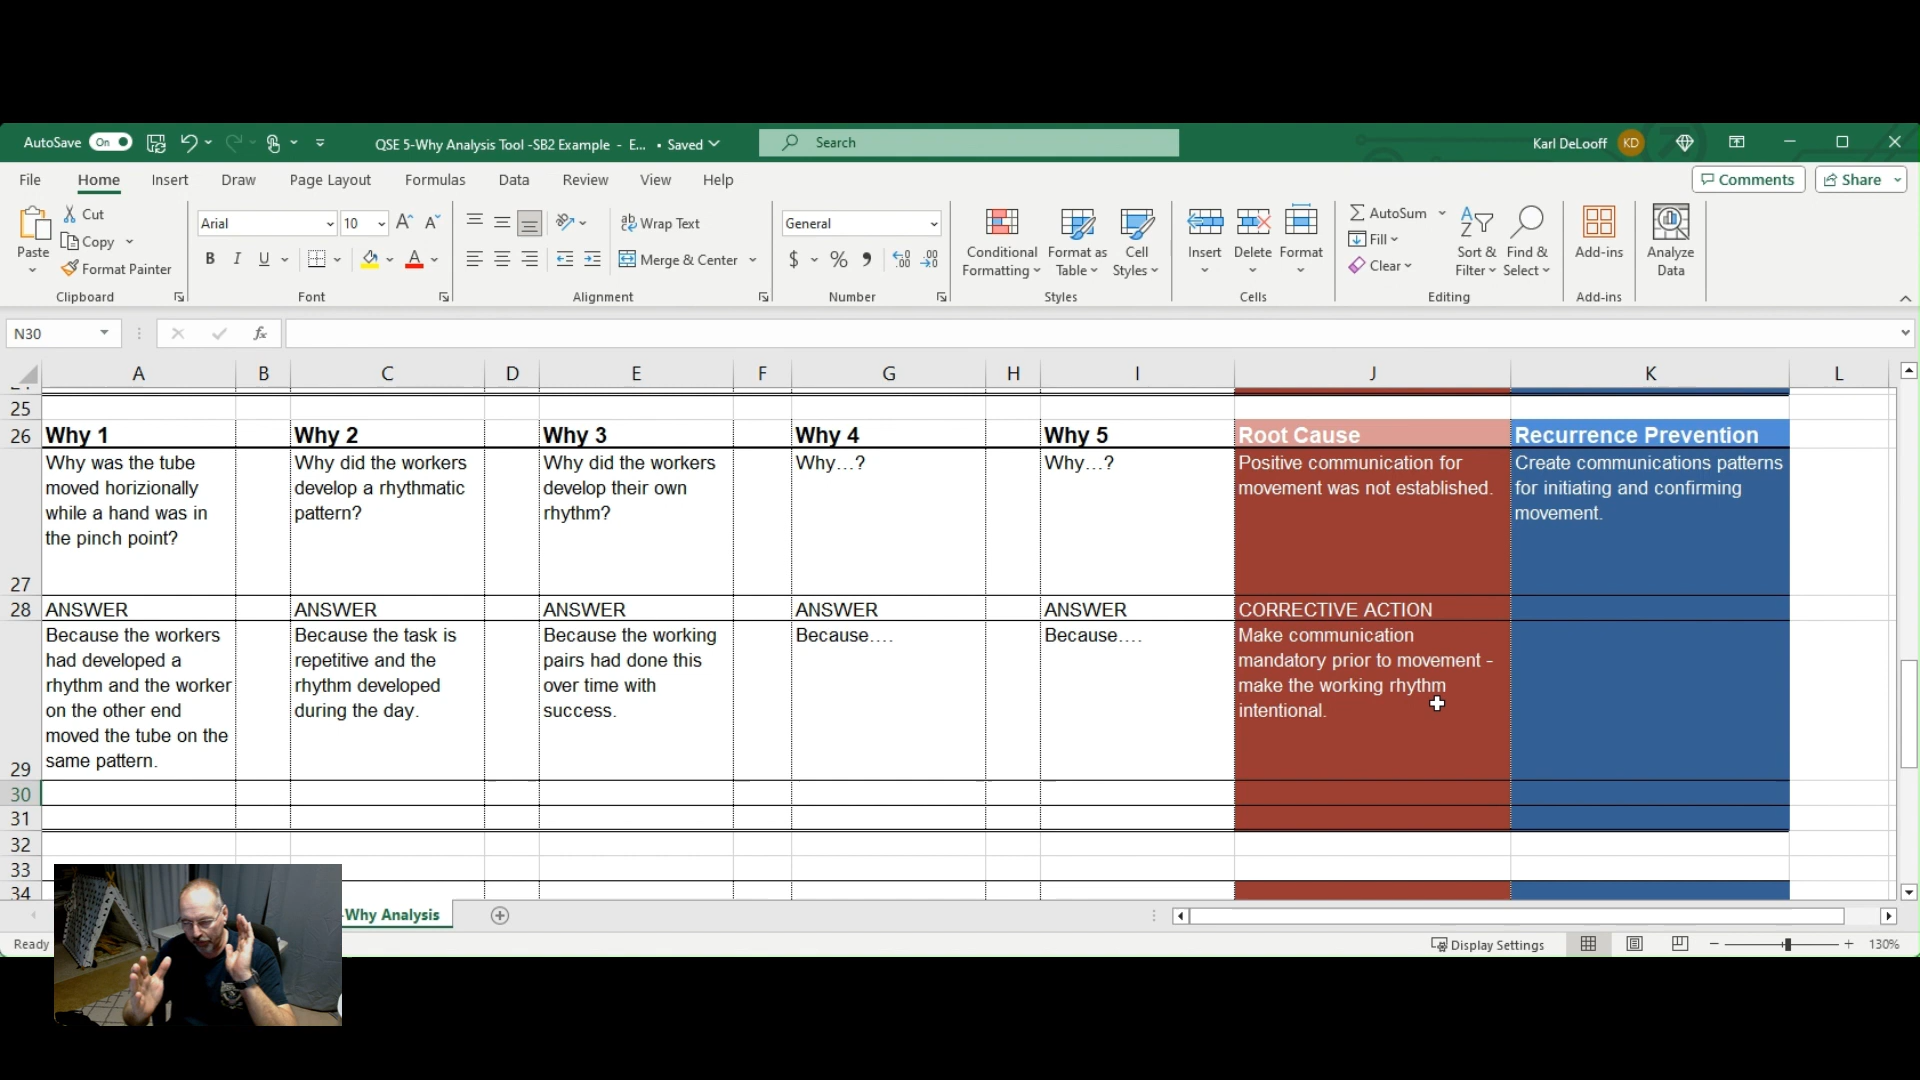 AutoSave On QSE 5-Why Analysis Tool -SB2 Example - E... • Saved Search Karl DeLooff KD
File Home Insert Draw Page Layout Formulas Data Review View Help Comments Share
Paste Cut Copy Format Painter Clipboard
Arial 10 B I U A Font
Wrap Text Merge & Center Alignment
General $ % Number
Conditional Formatting Format as Table Cell Styles Styles
Insert Delete Format Cells
AutoSum Fill Clear Sort & Filter Find & Select Editing
Add-ins Add-ins
Analyze Data
N30 fx
A B C D E F G H I J K L
25
26 Why 1 Why 2 Why 3 Why 4 Why 5 Root Cause Recurrence Prevention
Why was the tube
moved horizionally
while a hand was in
the pinch point?
Why did the workers
develop a rhythmatic
pattern?
Why did the workers
develop their own
rhythm?
Why...?
Why...?
Positive communication for
movement was not established.
Create communications patterns
for initiating and confirming
movement.
27
28 ANSWER ANSWER ANSWER ANSWER ANSWER CORRECTIVE ACTION
Because the workers
had developed a
rhythm and the worker
on the other end
moved the tube on the
same pattern.
Because the task is
repetitive and the
rhythm developed
during the day.
Because the working
pairs had done this
over time with
success.
Because....
Because....
Make communication
mandatory prior to movement -
make the working rhythm
intentional.
29
30
31
32
33
34
-Why Analysis
Ready Display Settings 130%